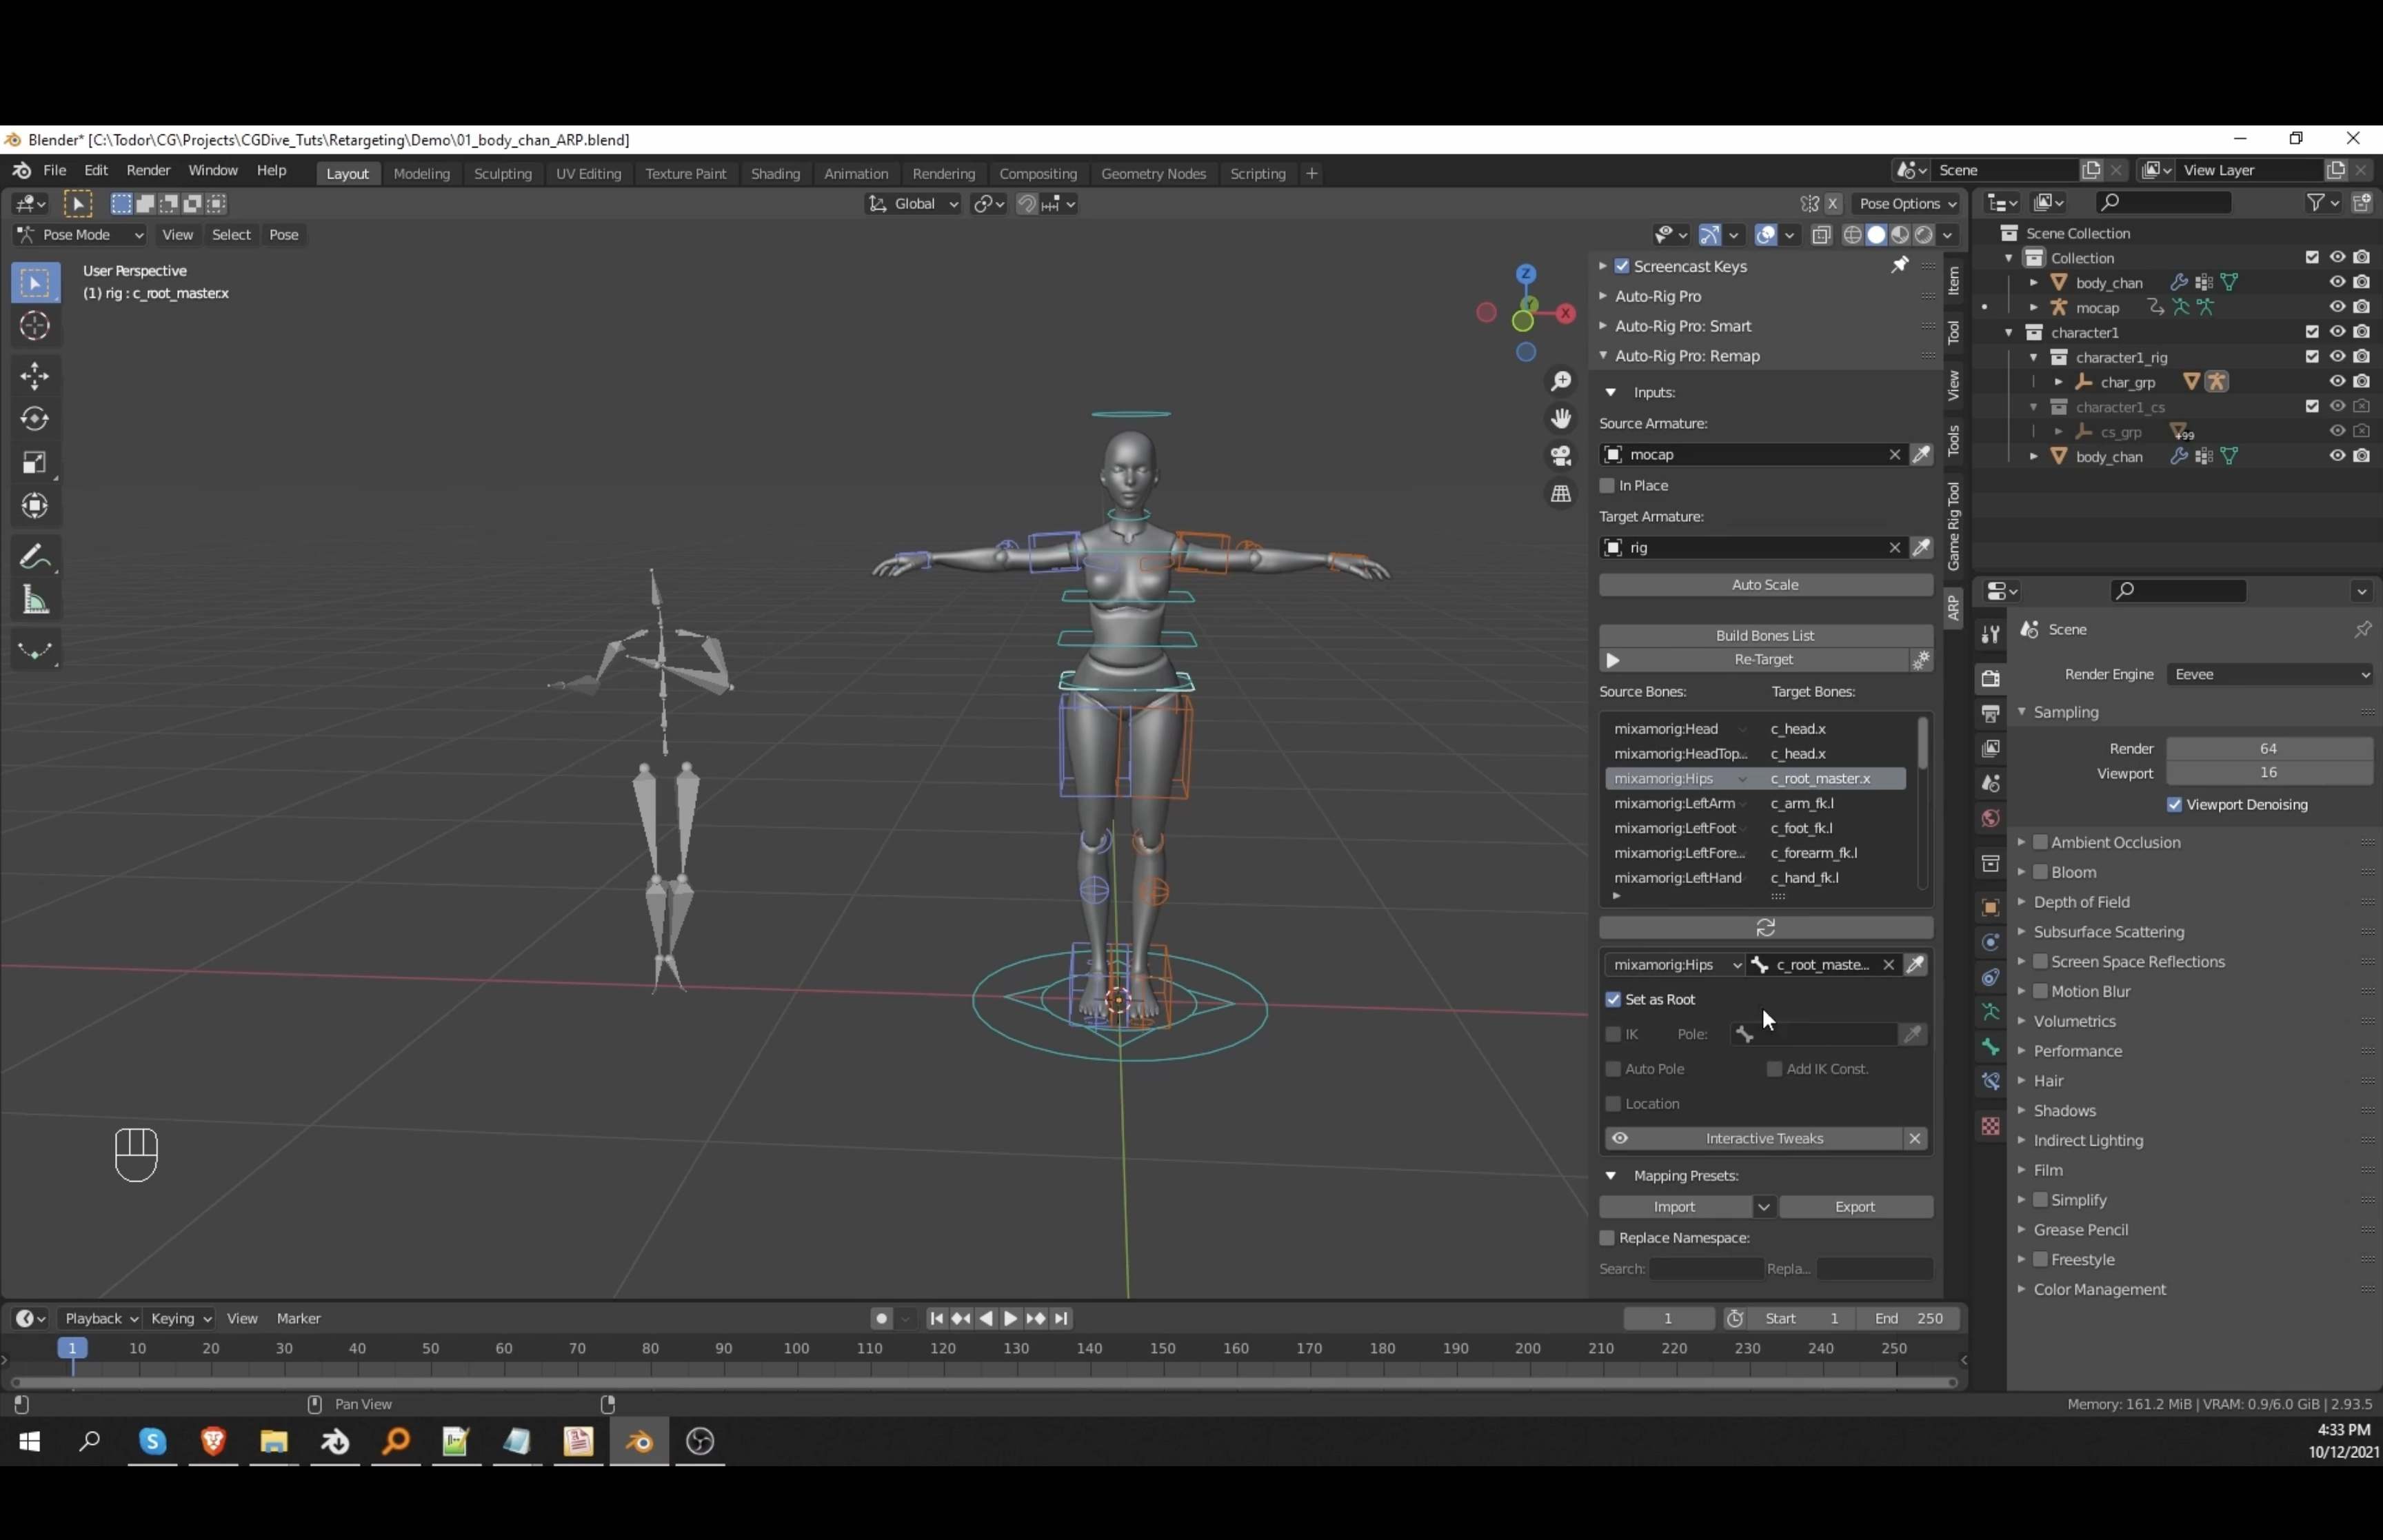 Blender* [C:\Todor\CG\Projects\CGDive_Tuts\Retargeting\Demo\01_body_chan_ARP.blend]
File Edit Render Window Help Layout Modeling Sculpting UV Editing Texture Paint Shading Animation Rendering Compositing Geometry Nodes Scripting + Scene View Layer
Global X Pose Options
Pose Mode View Select Pose
User Perspective
(1) rig : c_root_master.x
Z
X
Y
Screencast Keys
Auto-Rig Pro
Auto-Rig Pro: Smart
Auto-Rig Pro: Remap
Inputs:
Source Armature:
mocap
In Place
Target Armature:
rig
Auto Scale
Build Bones List
Re-Target
Source Bones: Target Bones:
mixamorig:Head c_head.x
mixamorig:HeadTop... c_head.x
mixamorig:Hips c_root_master.x
mixamorig:LeftArm c_arm_fk.l
mixamorig:LeftFoot c_foot_fk.l
mixamorig:LeftFore... c_forearm_fk.l
mixamorig:LeftHand c_hand_fk.l
mixamorig:Hips c_root_maste...
Set as Root
IK Pole:
Auto Pole Add IK Const.
Location
Interactive Tweaks
Mapping Presets:
Import Export
Replace Namespace:
Search: Repla...
Item
Tool
View
Tools
Game Rig Tool
ARP
Scene Collection
Collection
body_chan
mocap
character1
character1_rig
char_grp
character1_cs
cs_grp +99
body_chan
Scene
Render Engine Eevee
Sampling
Render 64
Viewport 16
Viewport Denoising
Ambient Occlusion
Bloom
Depth of Field
Subsurface Scattering
Screen Space Reflections
Motion Blur
Volumetrics
Performance
Hair
Shadows
Indirect Lighting
Film
Simplify
Grease Pencil
Freestyle
Color Management
Playback Keying View Marker 1 Start 1 End 250
1 10 20 30 40 50 60 70 80 90 100 110 120 130 140 150 160 170 180 190 200 210 220 230 240 250
Pan View Memory: 161.2 MiB | VRAM: 0.9/6.0 GiB | 2.93.5
S
4:33 PM
10/12/2021